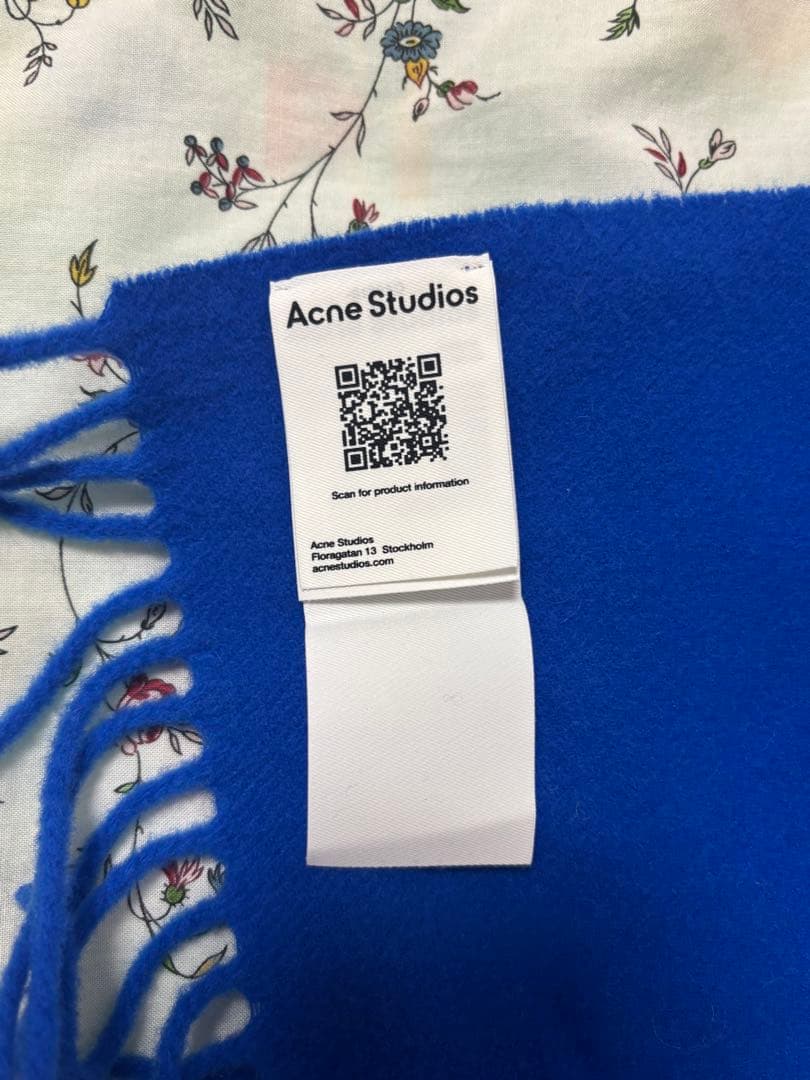 Acne Studios
Scan for product information
Acne Studios
Floragatan 13 Stockholm
acnestudios.com